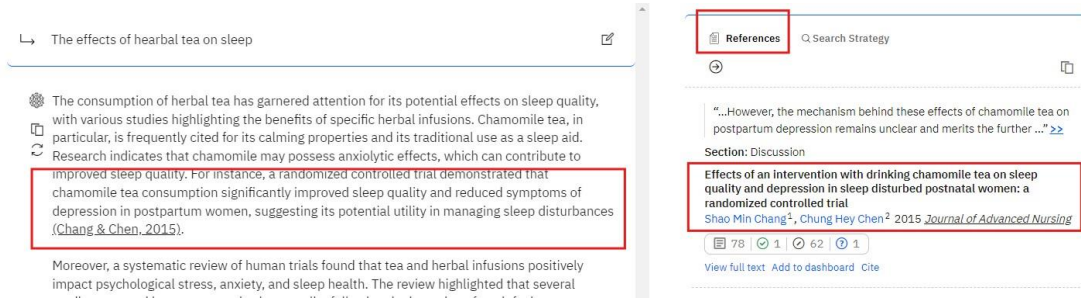 The effects of hearbal tea on sleep
The consumption of herbal tea has garnered attention for its potential effects on sleep quality,
with various studies highlighting the benefits of specific herbal infusions. Chamomile tea, in
particular, is frequently cited for its calming properties and its traditional use as a sleep aid.
Research indicates that chamomile may possess anxiolytic effects, which can contribute to
improved sleep quality. For instance, a randomized controlled trial demonstrated that
chamomile tea consumption significantly improved sleep quality and reduced symptoms of
depression in postpartum women, suggesting its potential utility in managing sleep disturbances
(Chang & Chen, 2015).
Moreover, a systematic review of human trials found that tea and herbal infusions positively
impact psychological stress, anxiety, and sleep health. The review highlighted that several
References Search Strategy
“...However, the mechanism behind these effects of chamomile tea on
postpartum depression remains unclear and merits the further ...” >>
Section: Discussion
Effects of an intervention with drinking chamomile tea on sleep
quality and depression in sleep disturbed postnatal women: a
randomized controlled trial
Shao Min Chang1, Chung Hey Chen2 2015 Journal of Advanced Nursing
78 1 62 1
View full text Add to dashboard Cite